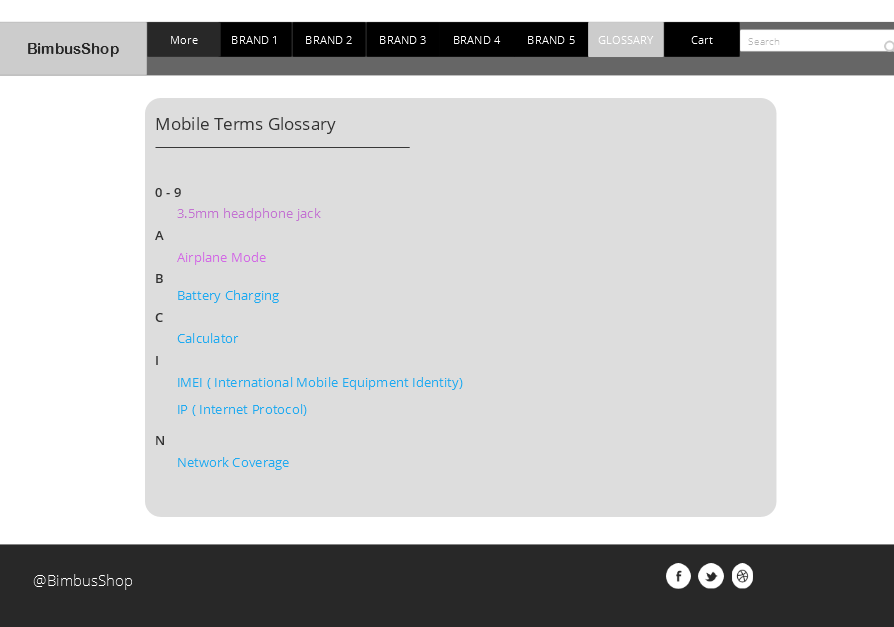 BimbusShop
More BRAND 1 BRAND 2 BRAND 3 BRAND 4 BRAND 5 GLOSSARY Cart Search
Mobile Terms Glossary
0 - 9
3.5mm headphone jack
A
Airplane Mode
B
Battery Charging
C
Calculator
I
IMEI ( International Mobile Equipment Identity)
IP ( Internet Protocol)
N
Network Coverage
@BimbusShop